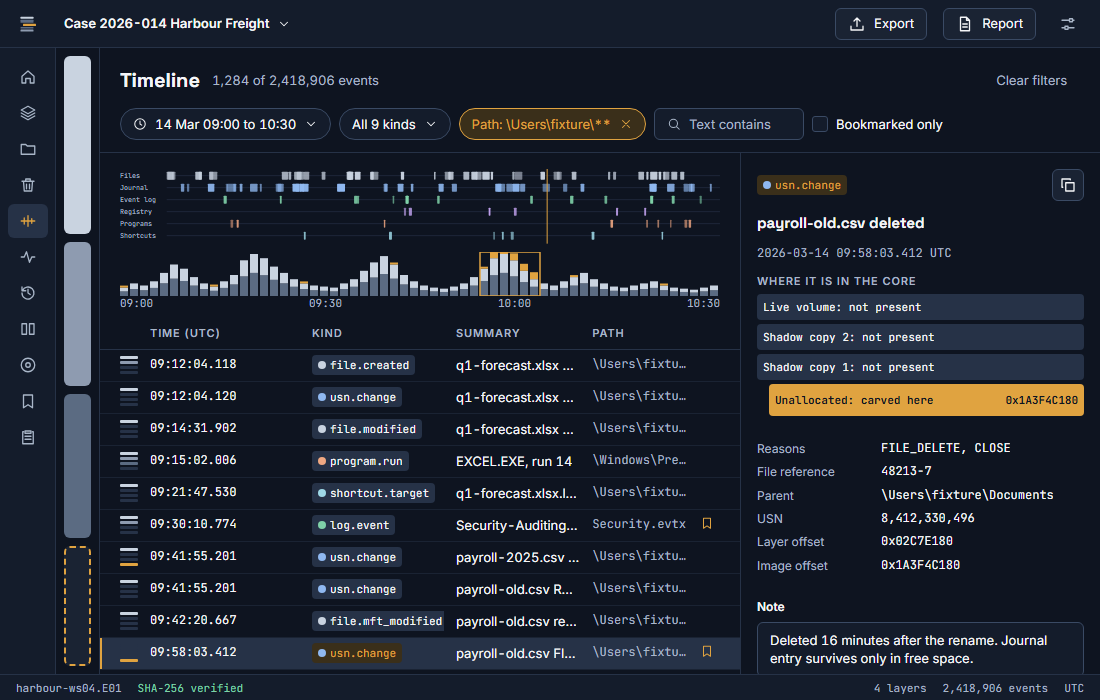 Case 2026-014 Harbour Freight
Export
Report
Timeline
1,284 of 2,418,906 events
Clear filters
14 Mar 09:00 to 10:30
All 9 kinds
Path: \Users\fixture\**
Text contains
Bookmarked only
Files
Journal
Event log
Registry
Programs
Shortcuts
09:00 09:30 10:00 10:30
TIME (UTC) KIND SUMMARY PATH
09:12:04.118 file.created q1-forecast.xlsx ... \Users\fixtu…
09:12:04.120 usn.change q1-forecast.xlsx ... \Users\fixtu…
09:14:31.902 file.modified q1-forecast.xlsx ... \Users\fixtu…
09:15:02.006 program.run EXCEL.EXE, run 14 \Windows\Pre…
09:21:47.530 shortcut.target q1-forecast.xlsx.l... \Users\fixtu…
09:30:10.774 log.event Security-Auditing... Security.evtx
09:41:55.201 usn.change payroll-2025.csv ... \Users\fixtu…
09:41:55.201 usn.change payroll-old.csv R... \Users\fixtu…
09:42:20.667 file.mft_modified payroll-old.csv re... \Users\fixtu…
09:58:03.412 usn.change payroll-old.csv Fl... \Users\fixtu…
usn.change
payroll-old.csv deleted
2026-03-14 09:58:03.412 UTC
WHERE IT IS IN THE CORE
Live volume: not present
Shadow copy 2: not present
Shadow copy 1: not present
Unallocated: carved here 0x1A3F4C180
Reasons FILE_DELETE, CLOSE
File reference 48213-7
Parent \Users\fixture\Documents
USN 8,412,330,496
Layer offset 0x02C7E180
Image offset 0x1A3F4C180
Note
Deleted 16 minutes after the rename. Journal
entry survives only in free space.
harbour-ws04.E01 SHA-256 verified
4 layers 2,418,906 events UTC